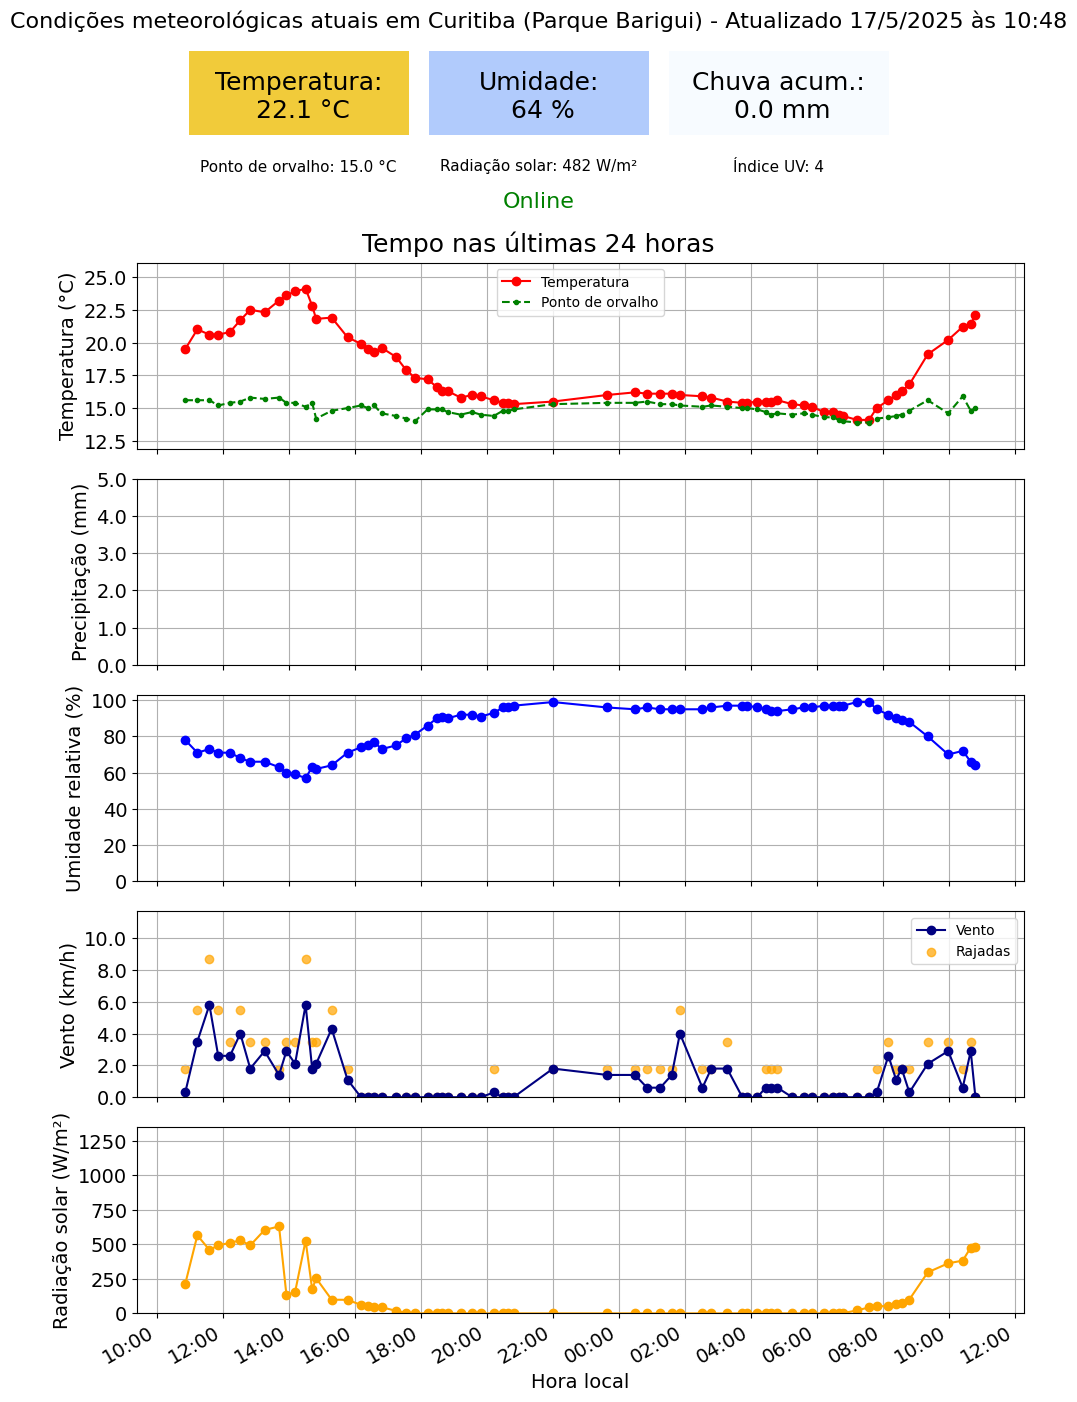 Condições meteorológicas atuais em Curitiba (Parque Barigui) - Atualizado 17/5/2025 às 10:48
Temperatura:
22.1 °C
Umidade:
64 %
Chuva acum.:
0.0 mm
Ponto de orvalho: 15.0 °C
Radiação solar: 482 W/m²
Índice UV: 4
Online
Tempo nas últimas 24 horas
Temperatura (°C)
25.0
22.5
20.0
17.5
15.0
12.5
Temperatura
Ponto de orvalho
Precipitação (mm)
5.0
4.0
3.0
2.0
1.0
0.0
Umidade relativa (%)
100
80
60
40
20
0
Vento (km/h)
10.0
8.0
6.0
4.0
2.0
0.0
Vento
Rajadas
Radiação solar (W/m²)
1250
1000
750
500
250
0
10:00
12:00
14:00
16:00
18:00
20:00
22:00
00:00
02:00
04:00
06:00
08:00
10:00
12:00
Hora local